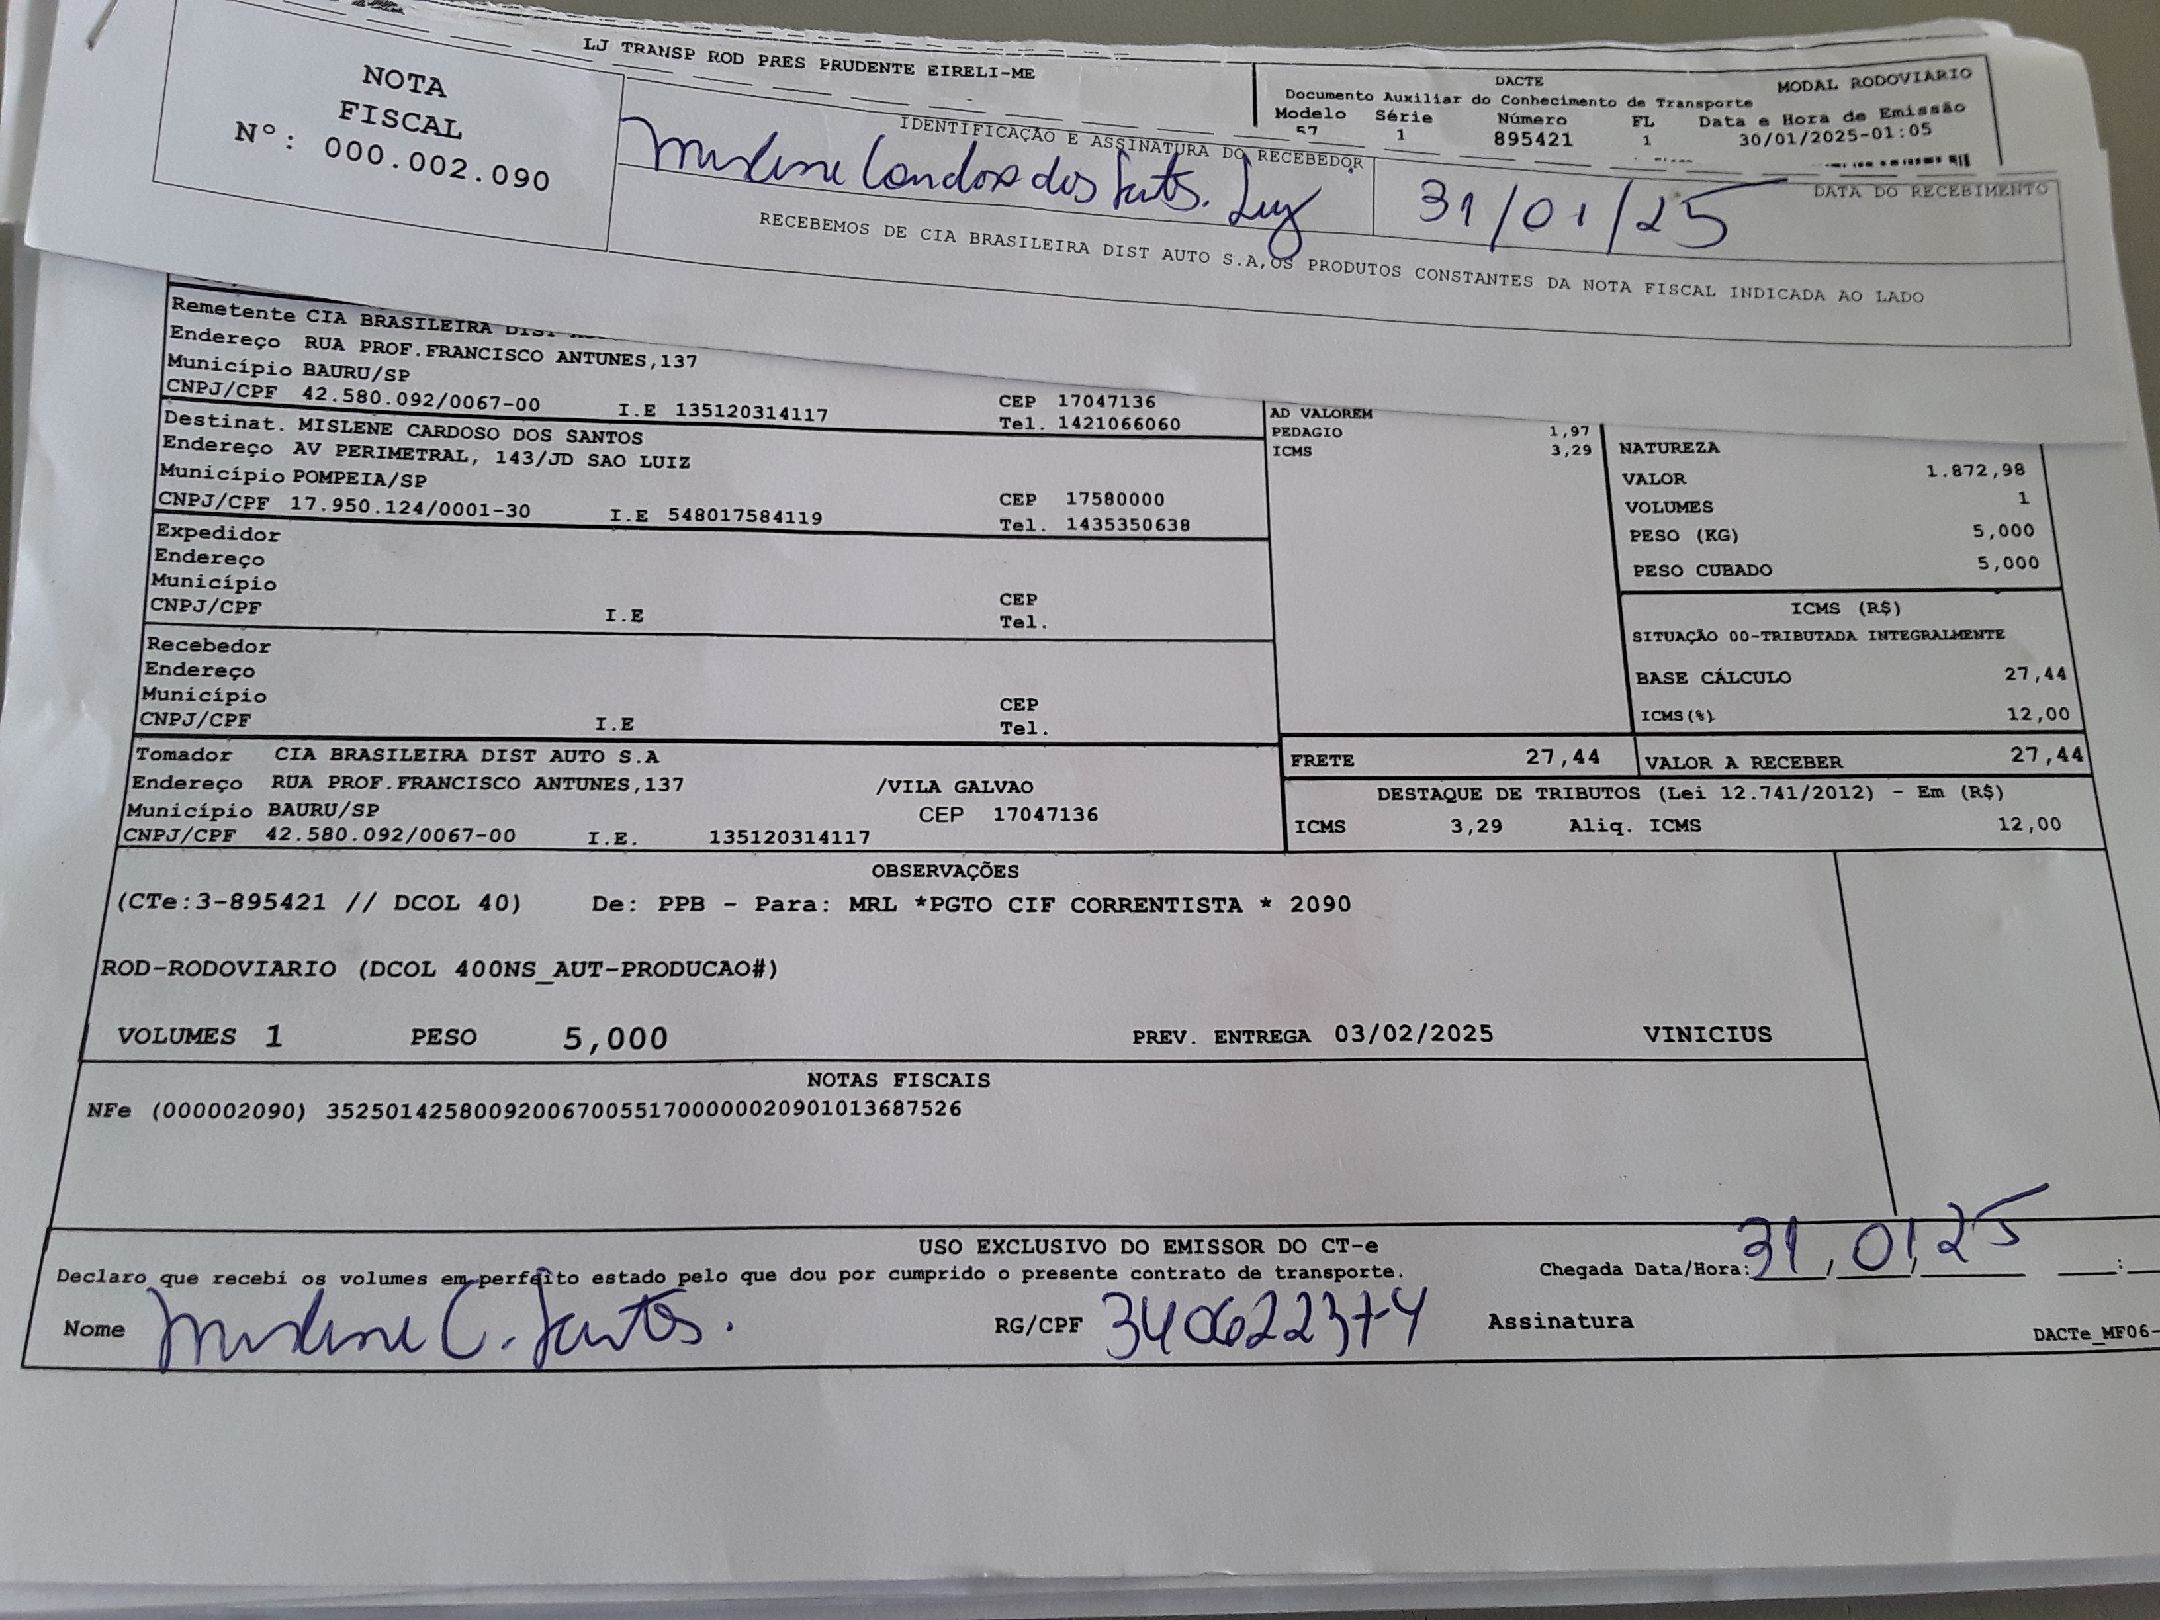 LJ TRANSP ROD PRES PRUDENTE EIRELI-ME
DACTE
MODAL RODOVIARIO
Documento Auxiliar do Conhecimento de Transporte
Modelo Série Número FL Data e Hora de Emissão
57 1 895421 1 30/01/2025-01:05
NOTA
FISCAL
Nº: 000.002.090
IDENTIFICAÇÃO E ASSINATURA DO RECEBEDOR
DATA DO RECEBIMENTO
31/01/25
RECEBEMOS DE CIA BRASILEIRA DIST AUTO S.A,OS PRODUTOS CONSTANTES DA NOTA FISCAL INDICADA AO LADO
Remetente CIA BRASILEIRA DIST
Endereço RUA PROF.FRANCISCO ANTUNES,137
Município BAURU/SP
CEP 17047136
CNPJ/CPF 42.580.092/0067-00 I.E 135120314117 Tel. 1421066060
Destinat. MISLENE CARDOSO DOS SANTOS
Endereço AV PERIMETRAL, 143/JD SAO LUIZ
Município POMPEIA/SP CEP 17580000
CNPJ/CPF 17.950.124/0001-30 I.E 548017584119 Tel. 1435350638
Expedidor
Endereço
Município CEP
CNPJ/CPF I.E Tel.
Recebedor
Endereço
Município CEP
CNPJ/CPF I.E Tel.
Tomador CIA BRASILEIRA DIST AUTO S.A
Endereço RUA PROF.FRANCISCO ANTUNES,137 /VILA GALVAO
Município BAURU/SP CEP 17047136
CNPJ/CPF 42.580.092/0067-00 I.E. 135120314117
AD VALOREM
PEDAGIO 1,97
ICMS 3,29
NATUREZA
VALOR 1.872,98
VOLUMES 1
PESO (KG) 5,000
PESO CUBADO 5,000
ICMS (R$)
SITUAÇÃO 00-TRIBUTADA INTEGRALMENTE
BASE CÁLCULO 27,44
ICMS(%) 12,00
FRETE 27,44 VALOR A RECEBER 27,44
DESTAQUE DE TRIBUTOS (Lei 12.741/2012) - Em (R$)
ICMS 3,29 Aliq. ICMS 12,00
OBSERVAÇÕES
(CTe:3-895421 // DCOL 40) De: PPB - Para: MRL *PGTO CIF CORRENTISTA * 2090
ROD-RODOVIARIO (DCOL 400NS_AUT-PRODUCAO#)
VOLUMES 1 PESO 5,000 PREV. ENTREGA 03/02/2025 VINICIUS
NOTAS FISCAIS
NFe (000002090) 35250142580092006700551700000020901013687526
USO EXCLUSIVO DO EMISSOR DO CT-e
Declaro que recebi os volumes em perfeito estado pelo que dou por cumprido o presente contrato de transporte. Chegada Data/Hora: 31/01/25
Nome Mislene C. Santos. RG/CPF 34062237-4 Assinatura
DACTe_MF06-